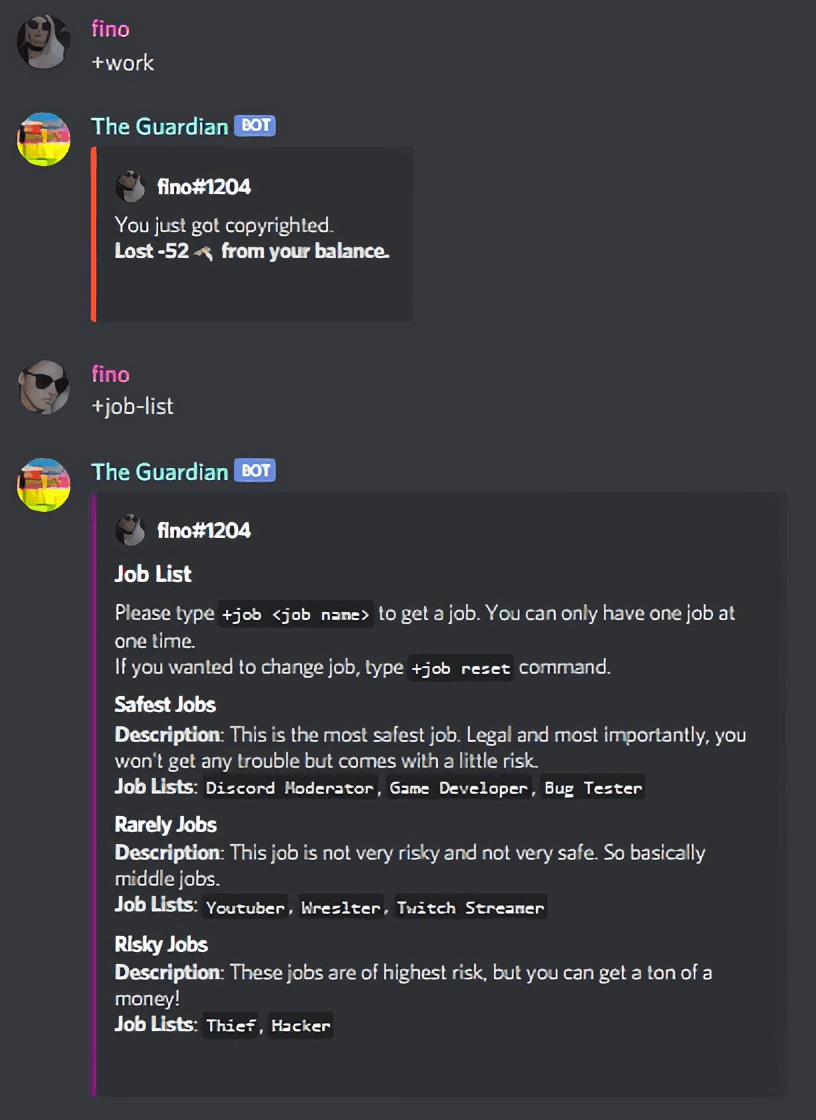 fino
+work
The Guardian BOT
fino#1204
You just got copyrighted.
Lost -52 from your balance.
fino
+job-list
The Guardian BOT
fino#1204
Job List
Please type +job <job name> to get a job. You can only have one job at
one time.
If you wanted to change job, type +job reset command.
Safest Jobs
Description: This is the most safest job. Legal and most importantly, you
won't get any trouble but comes with a little risk.
Job Lists: Discord Moderator, Game Developer, Bug Tester
Rarely Jobs
Description: This job is not very risky and not very safe. So basically
middle jobs.
Job Lists: Youtuber, Wreslter, Twitch Streamer
Risky Jobs
Description: These jobs are of highest risk, but you can get a ton of a
money!
Job Lists: Thief, Hacker